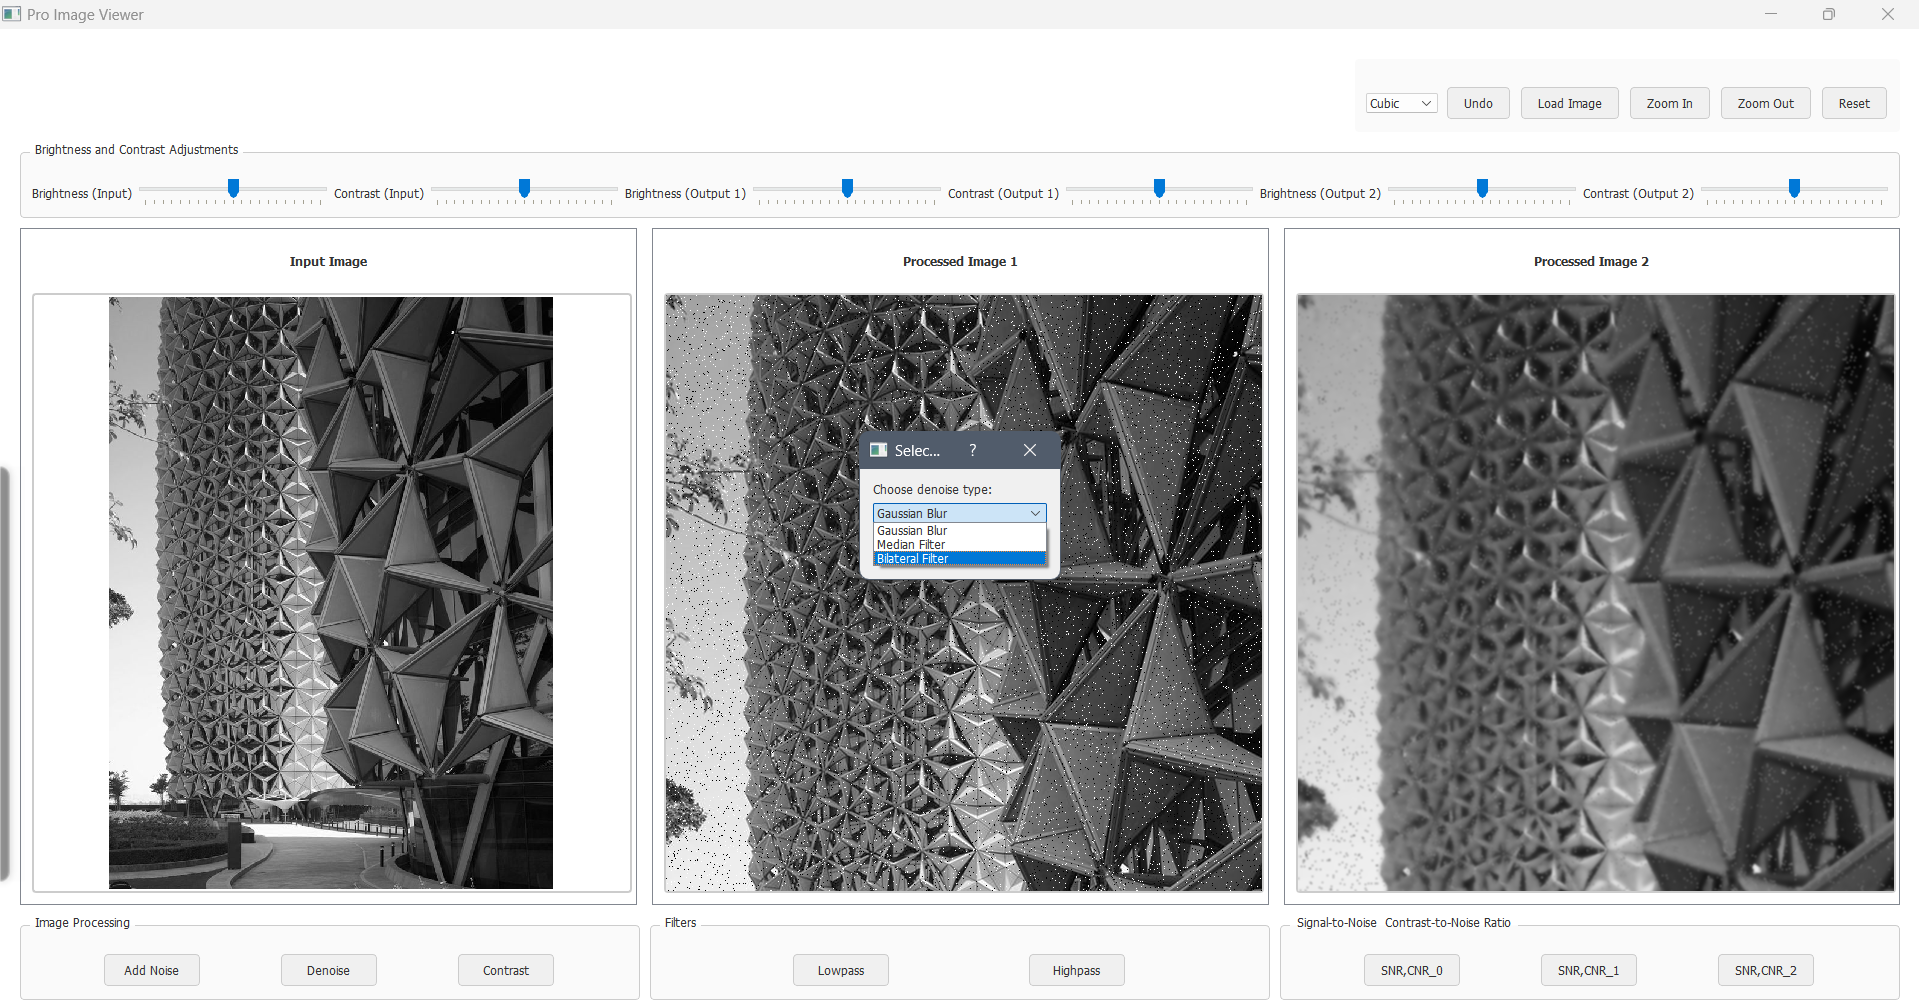 Pro Image Viewer
Cubic Undo Load Image Zoom In Zoom Out Reset
Brightness and Contrast Adjustments
Brightness (Input) Contrast (Input) Brightness (Output 1) Contrast (Output 1) Brightness (Output 2) Contrast (Output 2)
Input Image Processed Image 1 Processed Image 2
Selec... ?
Choose denoise type:
Gaussian Blur
Gaussian Blur
Median Filter
Bilateral Filter
Image Processing Filters Signal-to-Noise Contrast-to-Noise Ratio
Add Noise Denoise Contrast Lowpass Highpass SNR,CNR_0 SNR,CNR_1 SNR,CNR_2